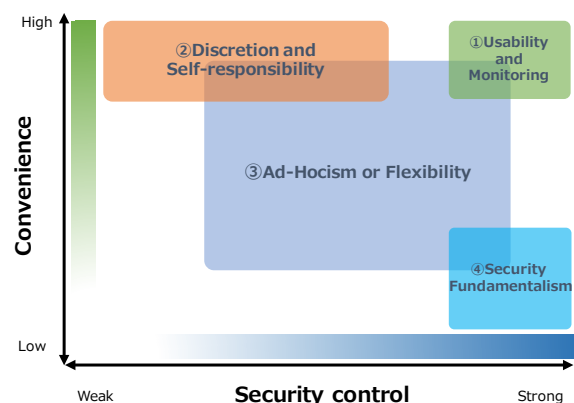 High
①Usability
and
Monitoring
②Discretion and
Self-responsibility
③Ad-Hocism or Flexibility
④Security
Fundamentalism
Convenience
Low
Weak
Security control
Strong